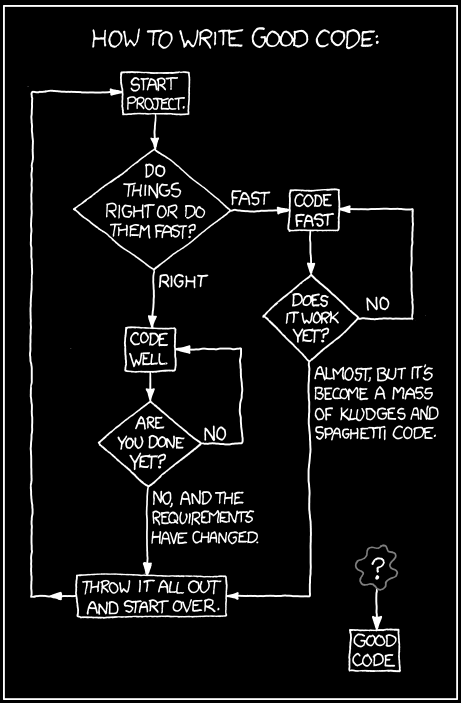 HOW TO WRITE GOOD CODE:
START
PROJECT.
DO
THINGS
RIGHT OR DO
THEM FAST?
FAST
CODE
FAST
RIGHT
DOES
IT WORK
YET?
NO
CODE
WELL
ALMOST, BUT IT'S
BECOME A MASS
OF KLUDGES AND
SPAGHETTI CODE.
ARE
YOU DONE
YET?
NO
NO, AND THE
REQUIREMENTS
HAVE CHANGED.
THROW IT ALL OUT
AND START OVER.
?
GOOD
CODE